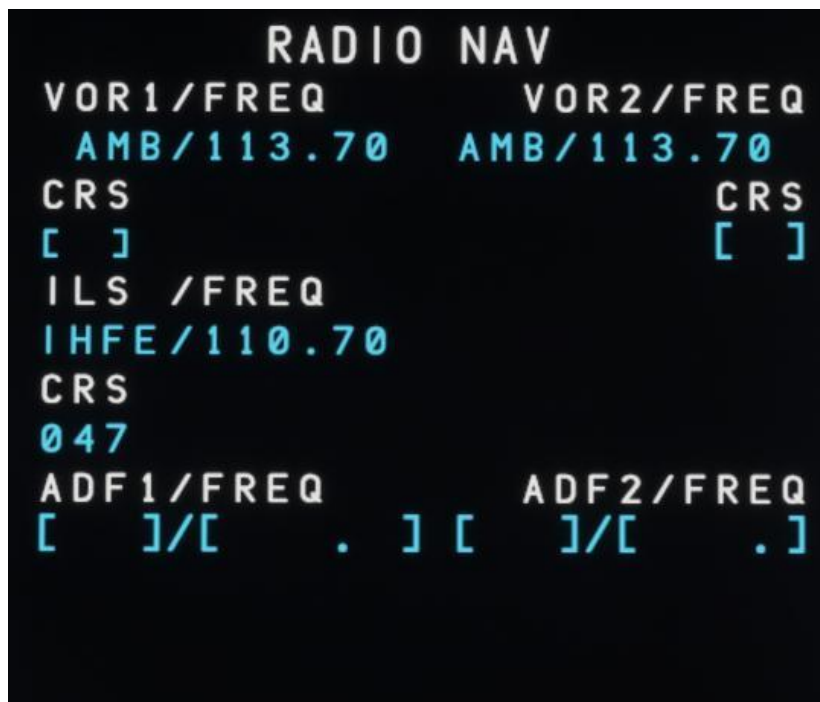 RADIO NAV
VOR1/FREQ VOR2/FREQ
AMB/113.70 AMB/113.70
CRS CRS
[ ] [ ]
ILS /FREQ
IHFE/110.70
CRS
047
ADF1/FREQ ADF2/FREQ
[ ]/[ . ] [ ]/[ .]